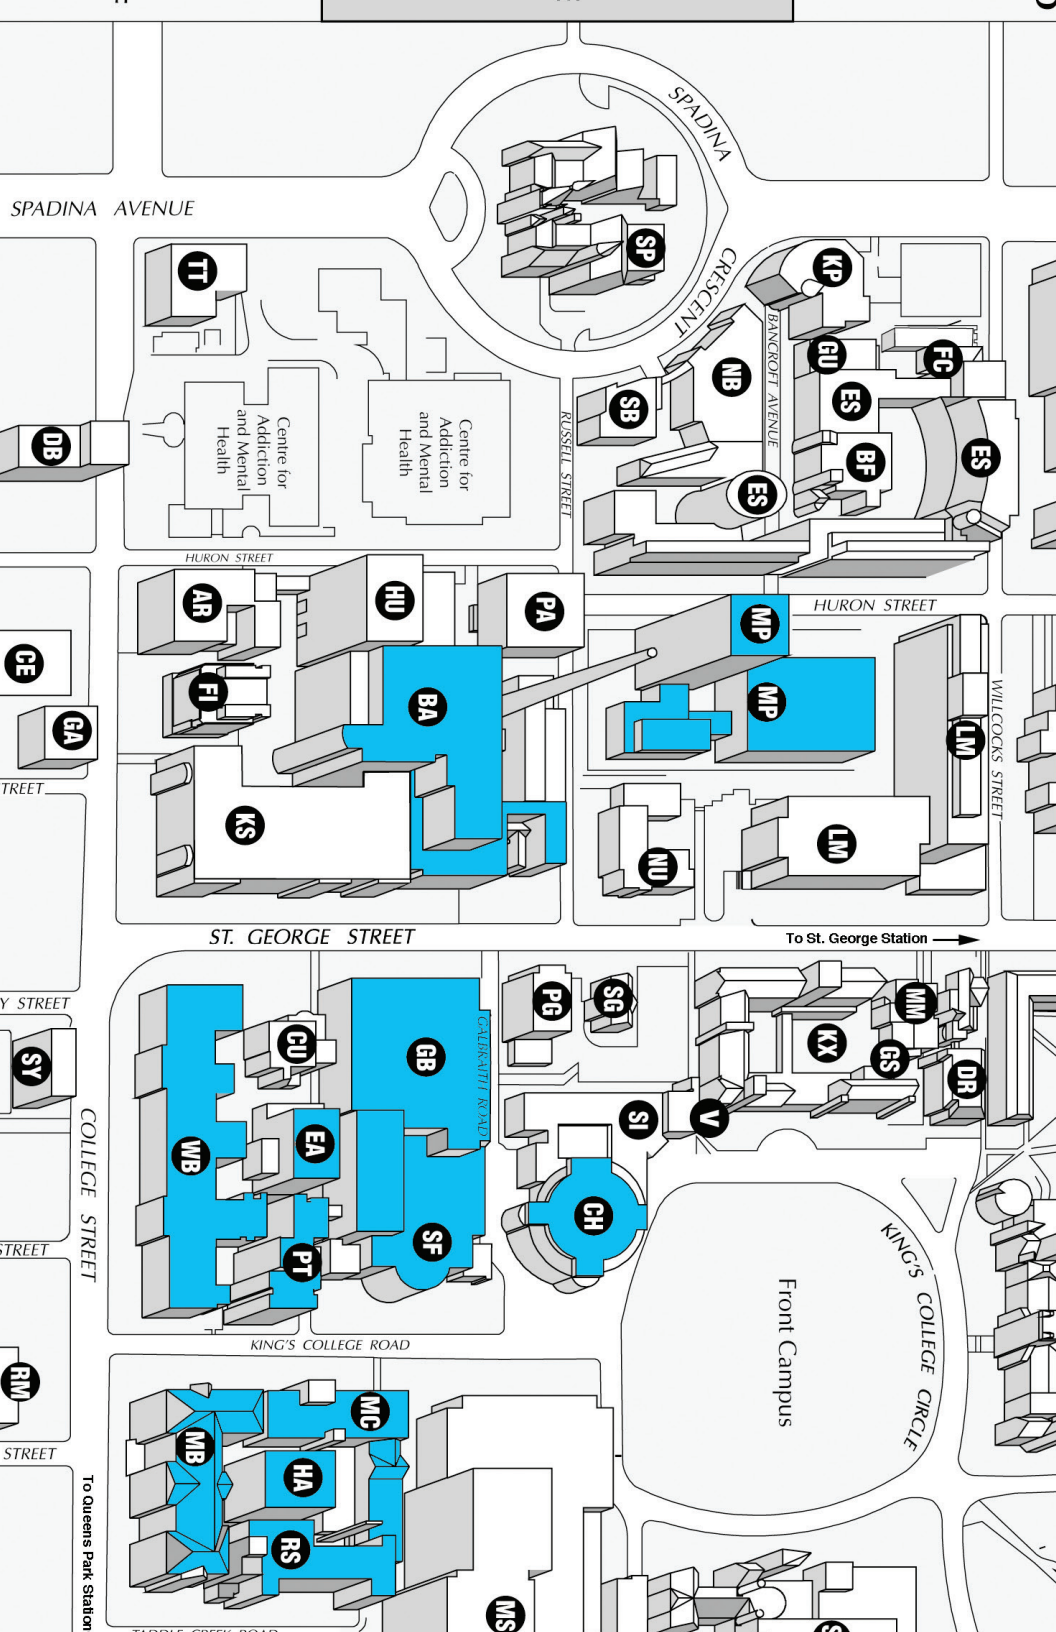 SPADINA
SPADINA AVENUE
SP
CRESCENT
TT
KP
BANCROFT AVENUE
GU
FC
NB
ES
SB
RUSSELL STREET
DB
Centre for
Addiction
and Mental
Health
Centre for
Addiction
and Mental
Health
BF
ES
ES
HURON STREET
AR
HU
PA
HURON STREET
MP
CE
FI
BA
MP
GA
LM
WILLCOCKS STREET
TREET
KS
LM
NU
ST. GEORGE STREET
To St. George Station
Y STREET
PG
SG
MM
CU
GB
GALBRAITH ROAD
KX
GS
SY
DR
COLLEGE STREET
SI
V
EA
WB
CH
SF
PT
KING'S COLLEGE CIRCLE
STREET
Front Campus
KING'S COLLEGE ROAD
RM
MC
MB
STREET
HA
To Queens Park Station
RS
MS
TADDLE CREEK ROAD